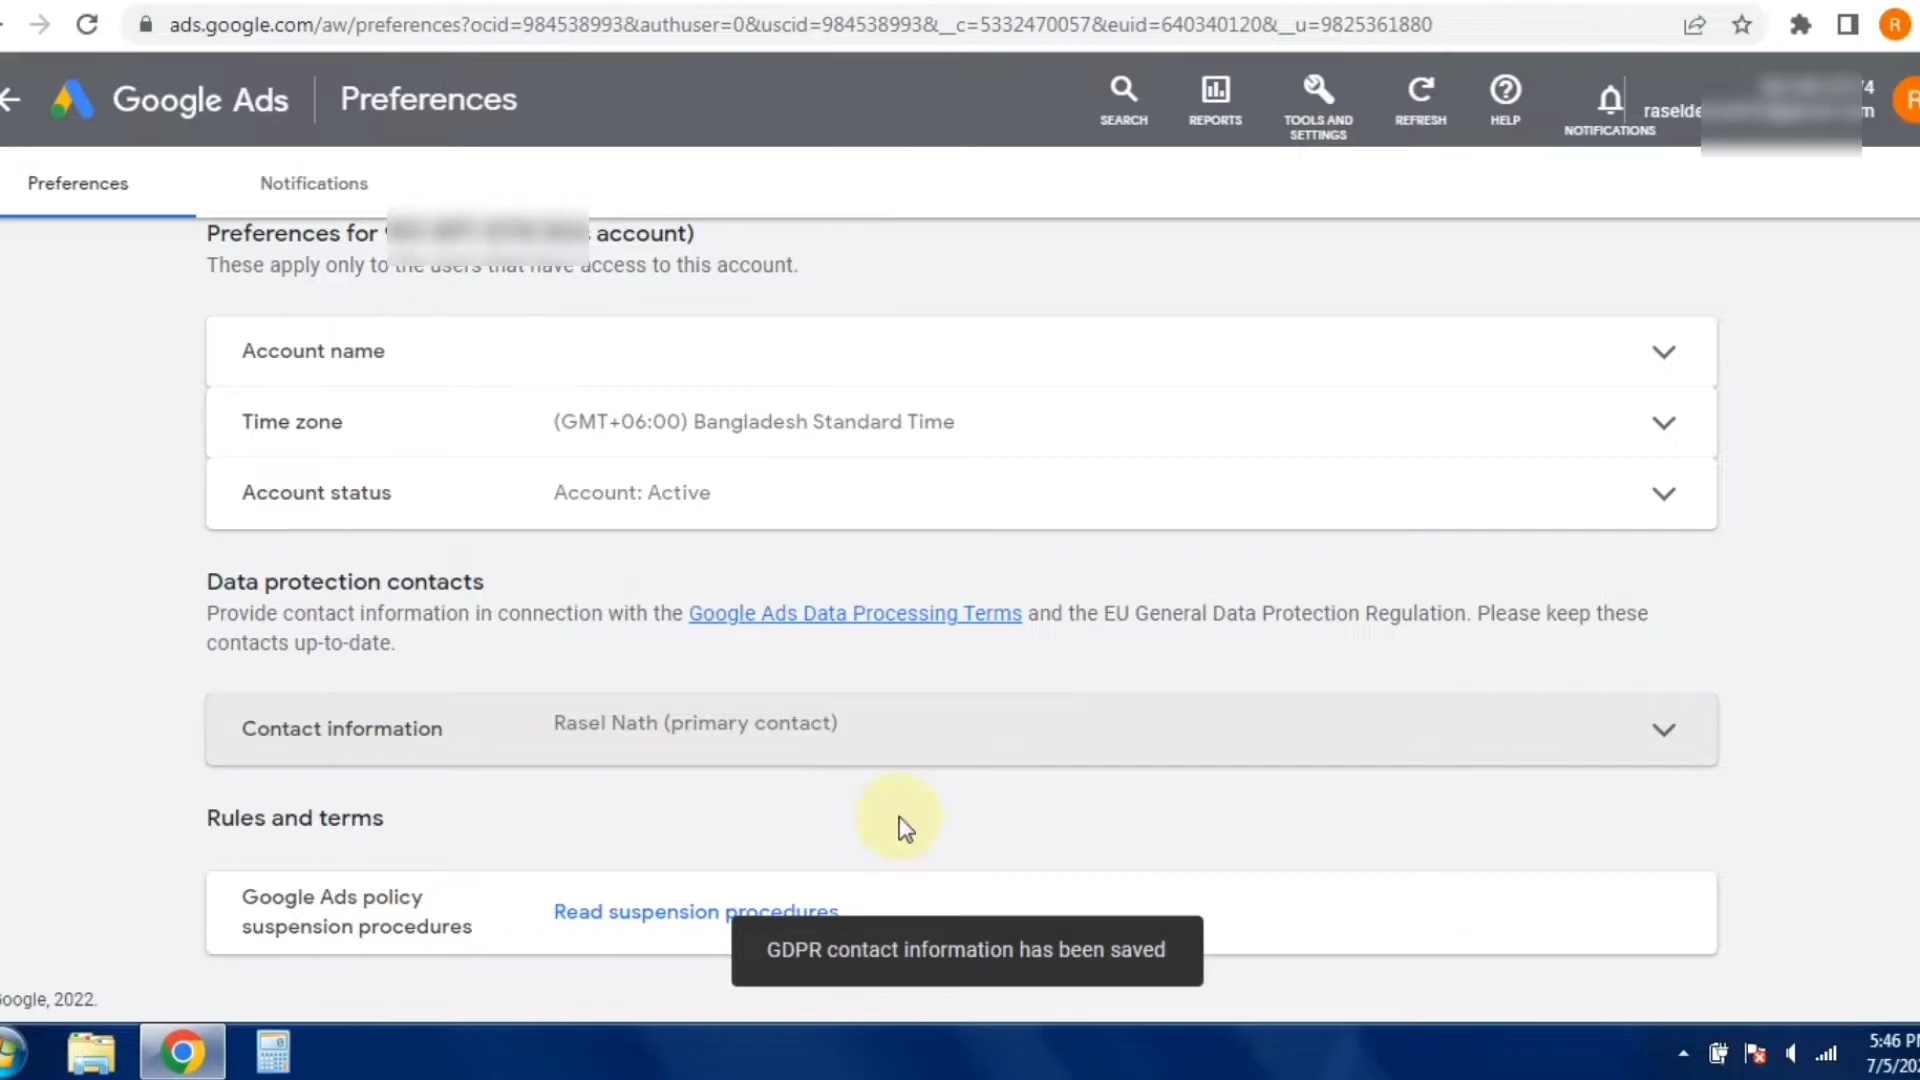 ads.google.com/aw/preferences?ocid=984538993&authuser=0&uscid=984538993&__c=5332470057&euid=640340120&__u=9825361880
R
Google Ads
Preferences
SEARCH
REPORTS
TOOLS AND
SETTINGS
REFRESH
HELP
NOTIFICATIONS
4
raselde
m
R
Preferences
Notifications
Preferences for
account)
These apply only to the users that have access to this account.
Account name
Time zone
(GMT+06:00) Bangladesh Standard Time
Account status
Account: Active
Data protection contacts
Provide contact information in connection with the Google Ads Data Processing Terms and the EU General Data Protection Regulation. Please keep these
contacts up-to-date.
Contact information
Rasel Nath (primary contact)
Rules and terms
Google Ads policy
suspension procedures
Read suspension procedures
GDPR contact information has been saved
oogle, 2022.
5:46 PM
7/5/202